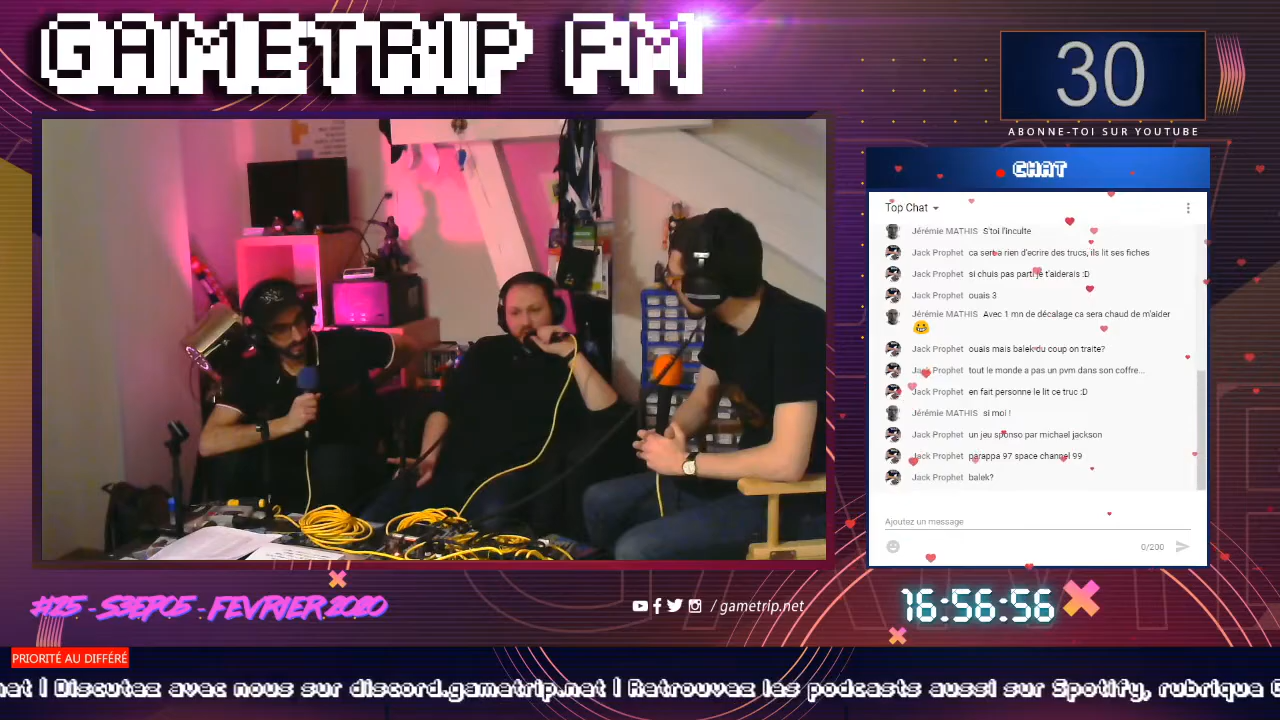 GAMETRIP FM
30
ABONNE-TOI SUR YOUTUBE
CHAT
Top Chat
Jérémie MATHIS S'toi l'inculte
Jack Prophet ca sert a rien d'ecrire des trucs, ils lit ses fiches
Jack Prophet si chuis pas parti je t'aiderais :D
Jack Prophet ouais 3
Jérémie MATHIS Avec 1 mn de décalage ca sera chaud de m'aider
Jack Prophet ouais mais balek du coup on traite?
Jack Prophet tout le monde a pas un pvm dans son coffre...
Jack Prophet en fait personne le lit ce truc :D
Jérémie MATHIS si moi !
Jack Prophet un jeu sponso par michael jackson
Jack Prophet parappa 97 space channel 99
Jack Prophet balek?
Ajoutez un message
0/200
#25 - S3EP05 - FEVRIER 2020
/ gametrip.net
16:56:56
PRIORITÉ AU DIFFÉRÉ
net | Discutez avec nous sur discord.gametrip.net | Retrouvez les podcasts aussi sur Spotify, rubrique